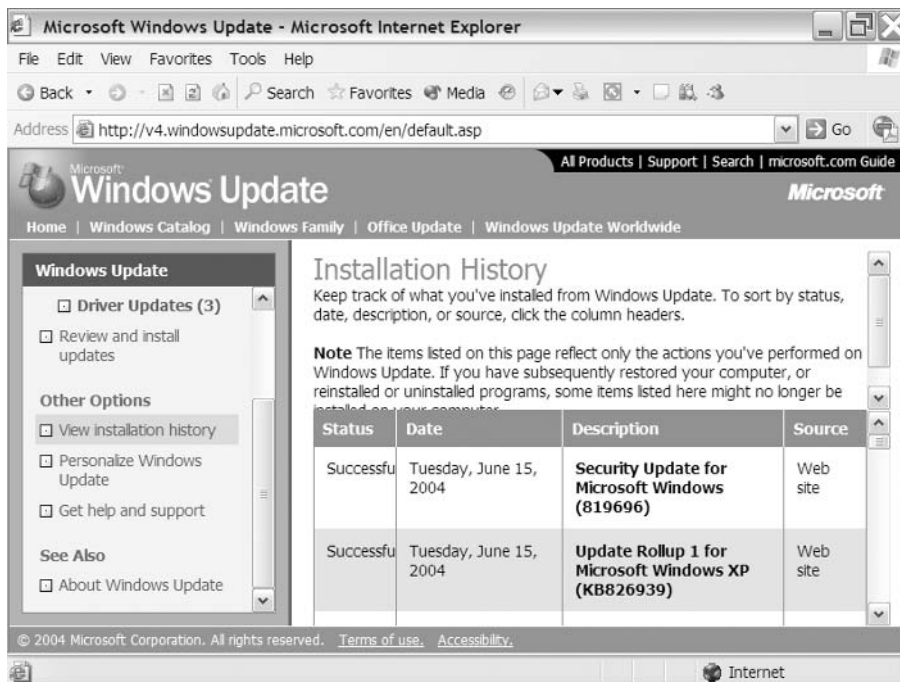 Microsoft Windows Update - Microsoft Internet Explorer
File Edit View Favorites Tools Help
Back Search Favorites Media
Address http://v4.windowsupdate.microsoft.com/en/default.asp Go
All Products | Support | Search | microsoft.com Guide
Microsoft
Windows Update
Microsoft
Home | Windows Catalog | Windows Family | Office Update | Windows Update Worldwide
Windows Update
Driver Updates (3)
Review and install
updates
Other Options
View installation history
Personalize Windows
Update
Get help and support
See Also
About Windows Update
Installation History
Keep track of what you've installed from Windows Update. To sort by status,
date, description, or source, click the column headers.
Note The items listed on this page reflect only the actions you've performed on
Windows Update. If you have subsequently restored your computer, or
reinstalled or uninstalled programs, some items listed here might no longer be
installed on your computer
Status Date Description Source
Successfu Tuesday, June 15, Security Update for Web
2004 Microsoft Windows site
(819696)
Successfu Tuesday, June 15, Update Rollup 1 for Web
2004 Microsoft Windows XP site
(KB826939)
© 2004 Microsoft Corporation. All rights reserved. Terms of use. Accessibility.
Internet